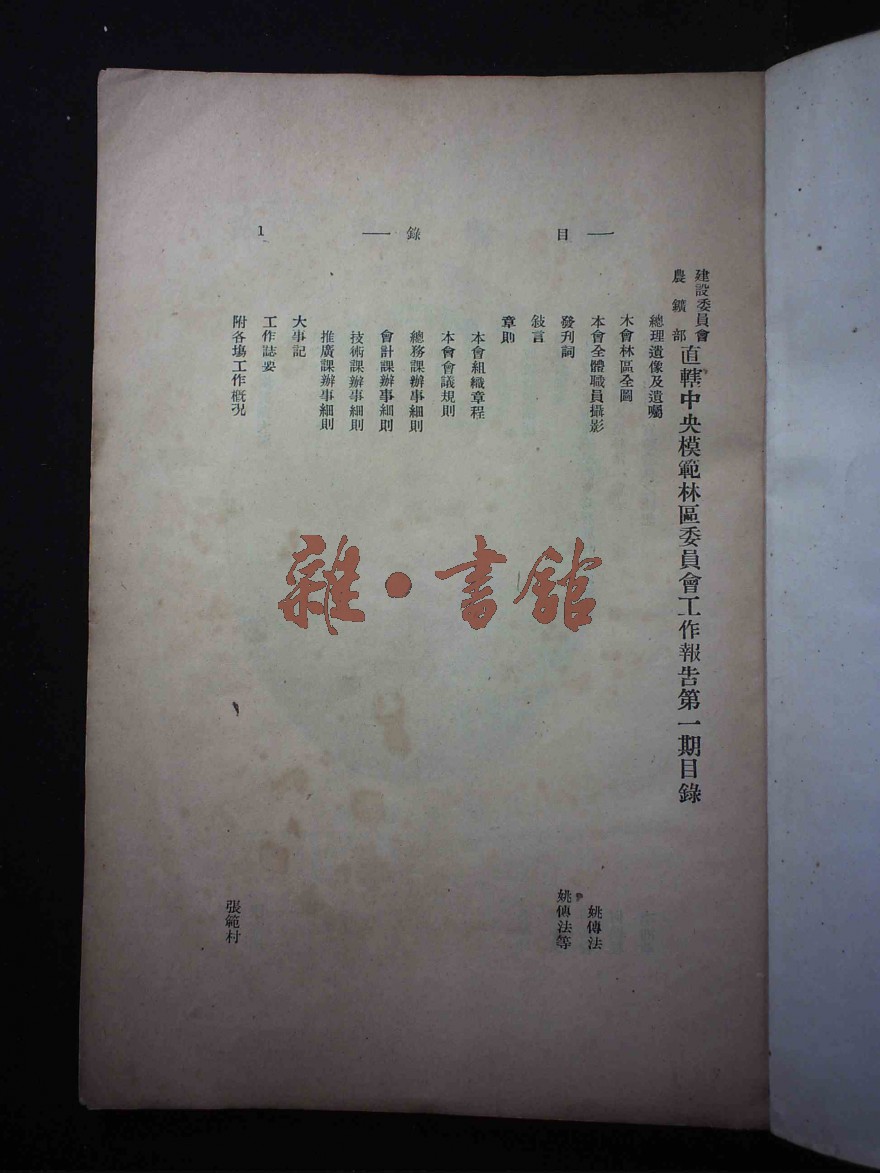 建設委員會
農鑛部
直轄中央模範林區委員會工作報告第一期目錄
總理遺像及遺囑
木會林區全圖
本會全體職員攝影
發刊詞 姚傳法
敍言 姚傳法等
章則
本會組織章程
本會會議規則
總務課辦事細則
會計課辦事細則
技術課辦事細則
推廣課辦事細則
大事記
工作誌要
附各塲工作概况 張範村
目錄
1
雜·書館